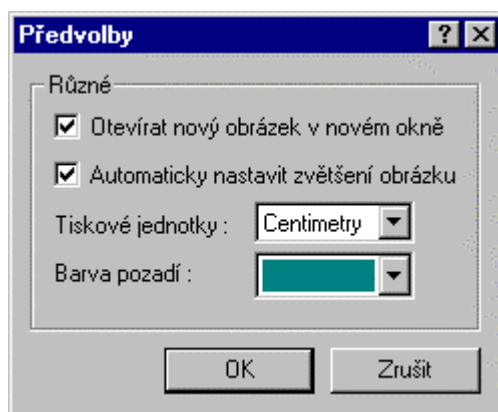 Předvolby
Různé
Otevírat nový obrázek v novém okně
Automaticky nastavit zvětšení obrázku
Tiskové jednotky : Centimetry
Barva pozadí :
OK Zrušit